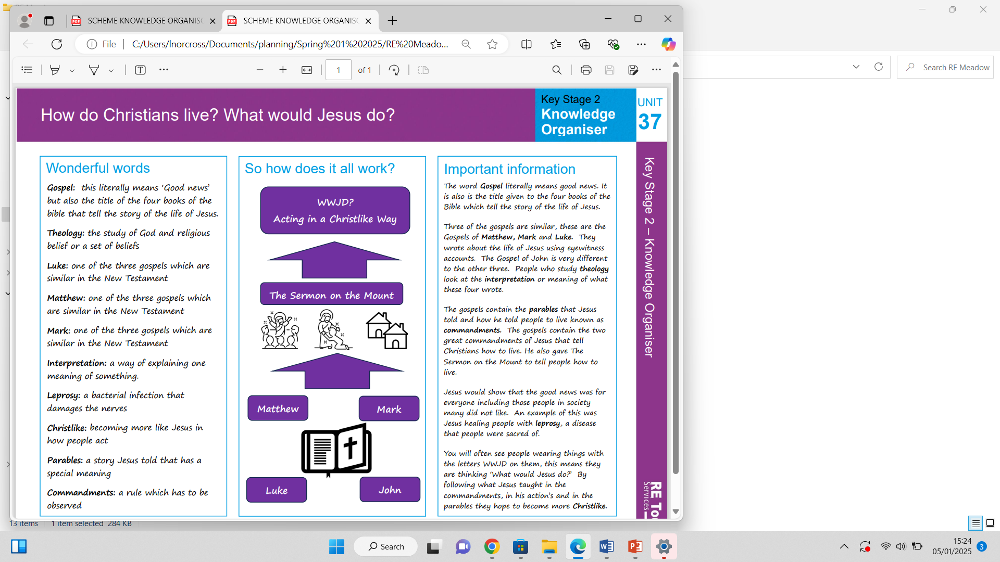 SCHEME KNOWLEDGE ORGANISC
SCHEME KNOWLEDGE ORGANISC
File
C:/Users/lnorcross/Documents/planning/Spring%201%202025/RE%20Meado...
1
of 1
Search RE Meadow
How do Christians live? What would Jesus do?
Key Stage 2
Knowledge
Organiser
UNIT
37
Wonderful words
Gospel: this literally means ‘Good news’
but also the title of the four books of the
bible that tell the story of the life of Jesus.
Theology: the study of God and religious
belief or a set of beliefs
Luke: one of the three gospels which are
similar in the New Testament
Matthew: one of the three gospels which
are similar in the New Testament
Mark: one of the three gospels which are
similar in the New Testament
Interpretation: a way of explaining one
meaning of something.
Leprosy: a bacterial infection that
damages the nerves
Christlike: becoming more like Jesus in
how people act
Parables: a story Jesus told that has a
special meaning
Commandments: a rule which has to be
observed
So how does it all work?
WWJD?
Acting in a Christlike Way
The Sermon on the Mount
Matthew
Mark
Luke
John
Important information
The word Gospel literally means good news. It
is also is the title given to the four books of the
Bible which tell the story of the life of Jesus.
Three of the gospels are similar, these are the
Gospels of Matthew, Mark and Luke. They
wrote about the life of Jesus using eyewitness
accounts. The Gospel of John is very different
to the other three. People who study theology
look at the interpretation or meaning of what
these four wrote.
The gospels contain the parables that Jesus
told and how he told people to live known as
commandments. The gospels contain the two
great commandments of Jesus that tell
Christians how to live. He also gave The
Sermon on the Mount to tell people how to
live.
Jesus would show that the good news was for
everyone including those people in society
many did not like. An example of this was
Jesus healing people with leprosy, a disease
that people were sacred of.
You will often see people wearing things with
the letters WWJD on them, this means they
are thinking ‘What would Jesus do?’ By
following what Jesus taught in the
commandments, in his action’s and in the
parables they hope to become more Christlike.
Key Stage 2 – Knowledge Organiser
RE To
Services
13 items 1 item selected 284 KB
Search
15:24
05/01/2025
3